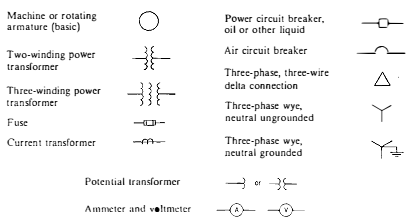 Machine or rotating
armature (basic)
Two-winding power
transformer
Three-winding power
transformer
Fuse
Current transformer
Power circuit breaker,
oil or other liquid
Air circuit breaker
Three-phase, three-wire
delta connection
Three-phase wye,
neutral ungrounded
Three-phase wye,
neutral grounded
Potential transformer or
Ammeter and voltmeter A V